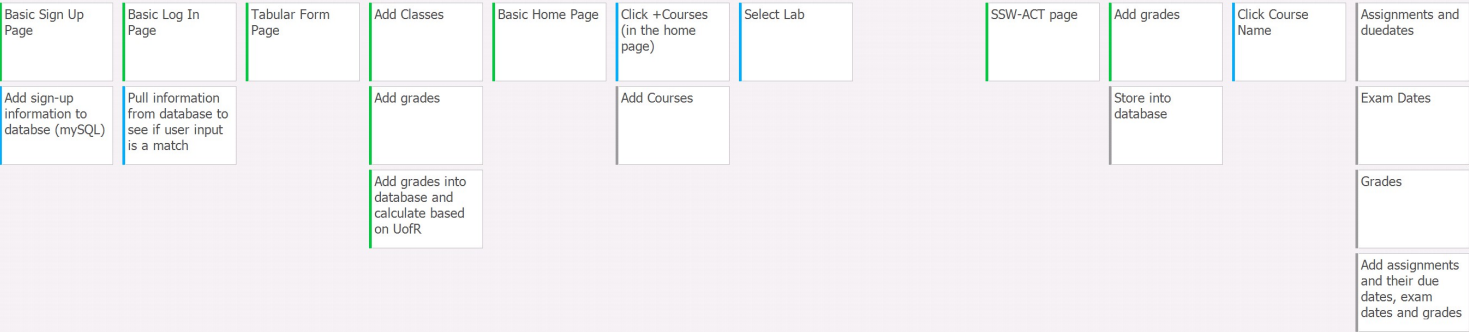 Basic Sign Up
Page
Basic Log In
Page
Tabular Form
Page
Add Classes
Basic Home Page
Click +Courses
(in the home
page)
Select Lab
SSW-ACT page
Add grades
Click Course
Name
Assignments and
duedates
Add sign-up
information to
databse (mySQL)
Pull information
from database to
see if user input
is a match
Add grades
Add Courses
Store into
database
Exam Dates
Add grades into
database and
calculate based
on UofR
Grades
Add assignments
and their due
dates, exam
dates and grades